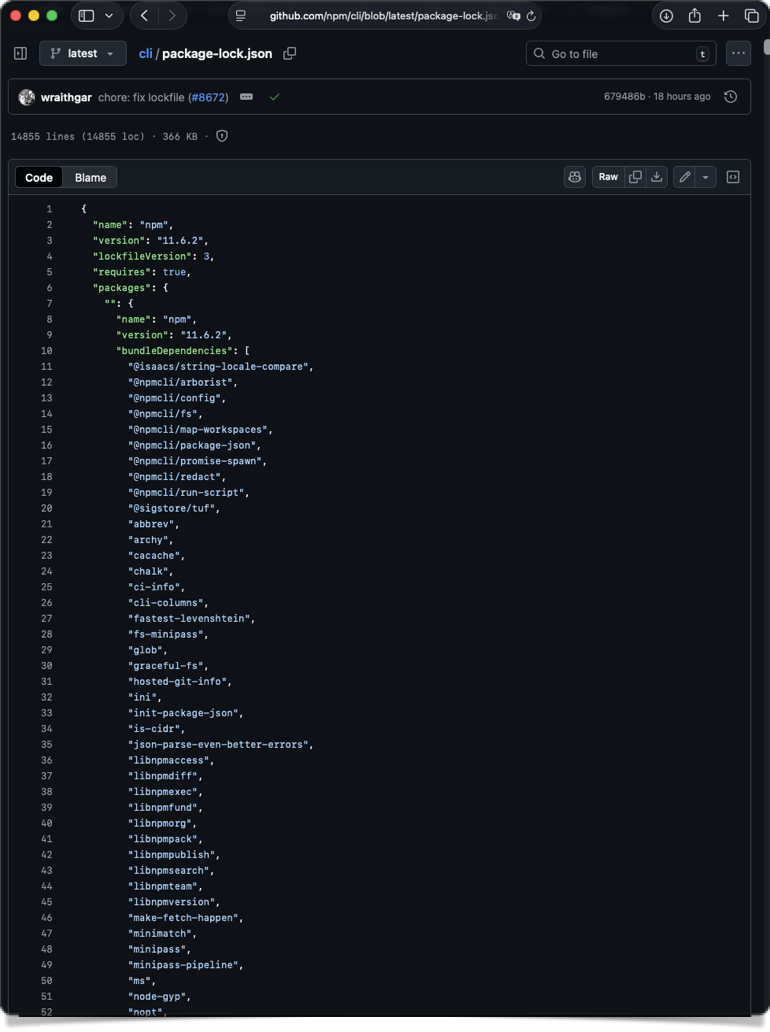 github.com/npm/cli/blob/latest/package-lock.jso
latest cli / package-lock.json Go to file t
wraithgar chore: fix lockfile (#8672) 679486b · 18 hours ago
14855 lines (14855 loc) · 366 KB ·
Code Blame Raw
1 {
2 "name": "npm",
3 "version": "11.6.2",
4 "lockfileVersion": 3,
5 "requires": true,
6 "packages": {
7 "": {
8 "name": "npm",
9 "version": "11.6.2",
10 "bundleDependencies": [
11 "@isaacs/string-locale-compare",
12 "@npmcli/arborist",
13 "@npmcli/config",
14 "@npmcli/fs",
15 "@npmcli/map-workspaces",
16 "@npmcli/package-json",
17 "@npmcli/promise-spawn",
18 "@npmcli/redact",
19 "@npmcli/run-script",
20 "@sigstore/tuf",
21 "abbrev",
22 "archy",
23 "cacache",
24 "chalk",
25 "ci-info",
26 "cli-columns",
27 "fastest-levenshtein",
28 "fs-minipass",
29 "glob",
30 "graceful-fs",
31 "hosted-git-info",
32 "ini",
33 "init-package-json",
34 "is-cidr",
35 "json-parse-even-better-errors",
36 "libnpmaccess",
37 "libnpmdiff",
38 "libnpmexec",
39 "libnpmfund",
40 "libnpmorg",
41 "libnpmpack",
42 "libnpmpublish",
43 "libnpmsearch",
44 "libnpmteam",
45 "libnpmversion",
46 "make-fetch-happen",
47 "minimatch",
48 "minipass",
49 "minipass-pipeline",
50 "ms",
51 "node-gyp",
52 "nopt",